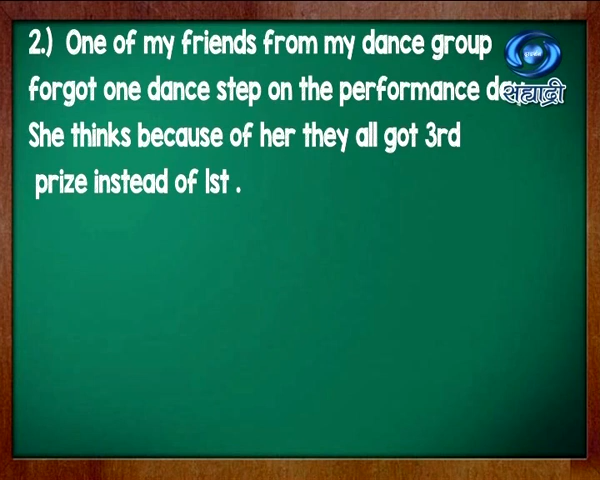 2.) One of my friends from my dance group
forgot one dance step on the performance
She thinks because of her they all got 3rd
prize instead of 1st .
सह्याद्री